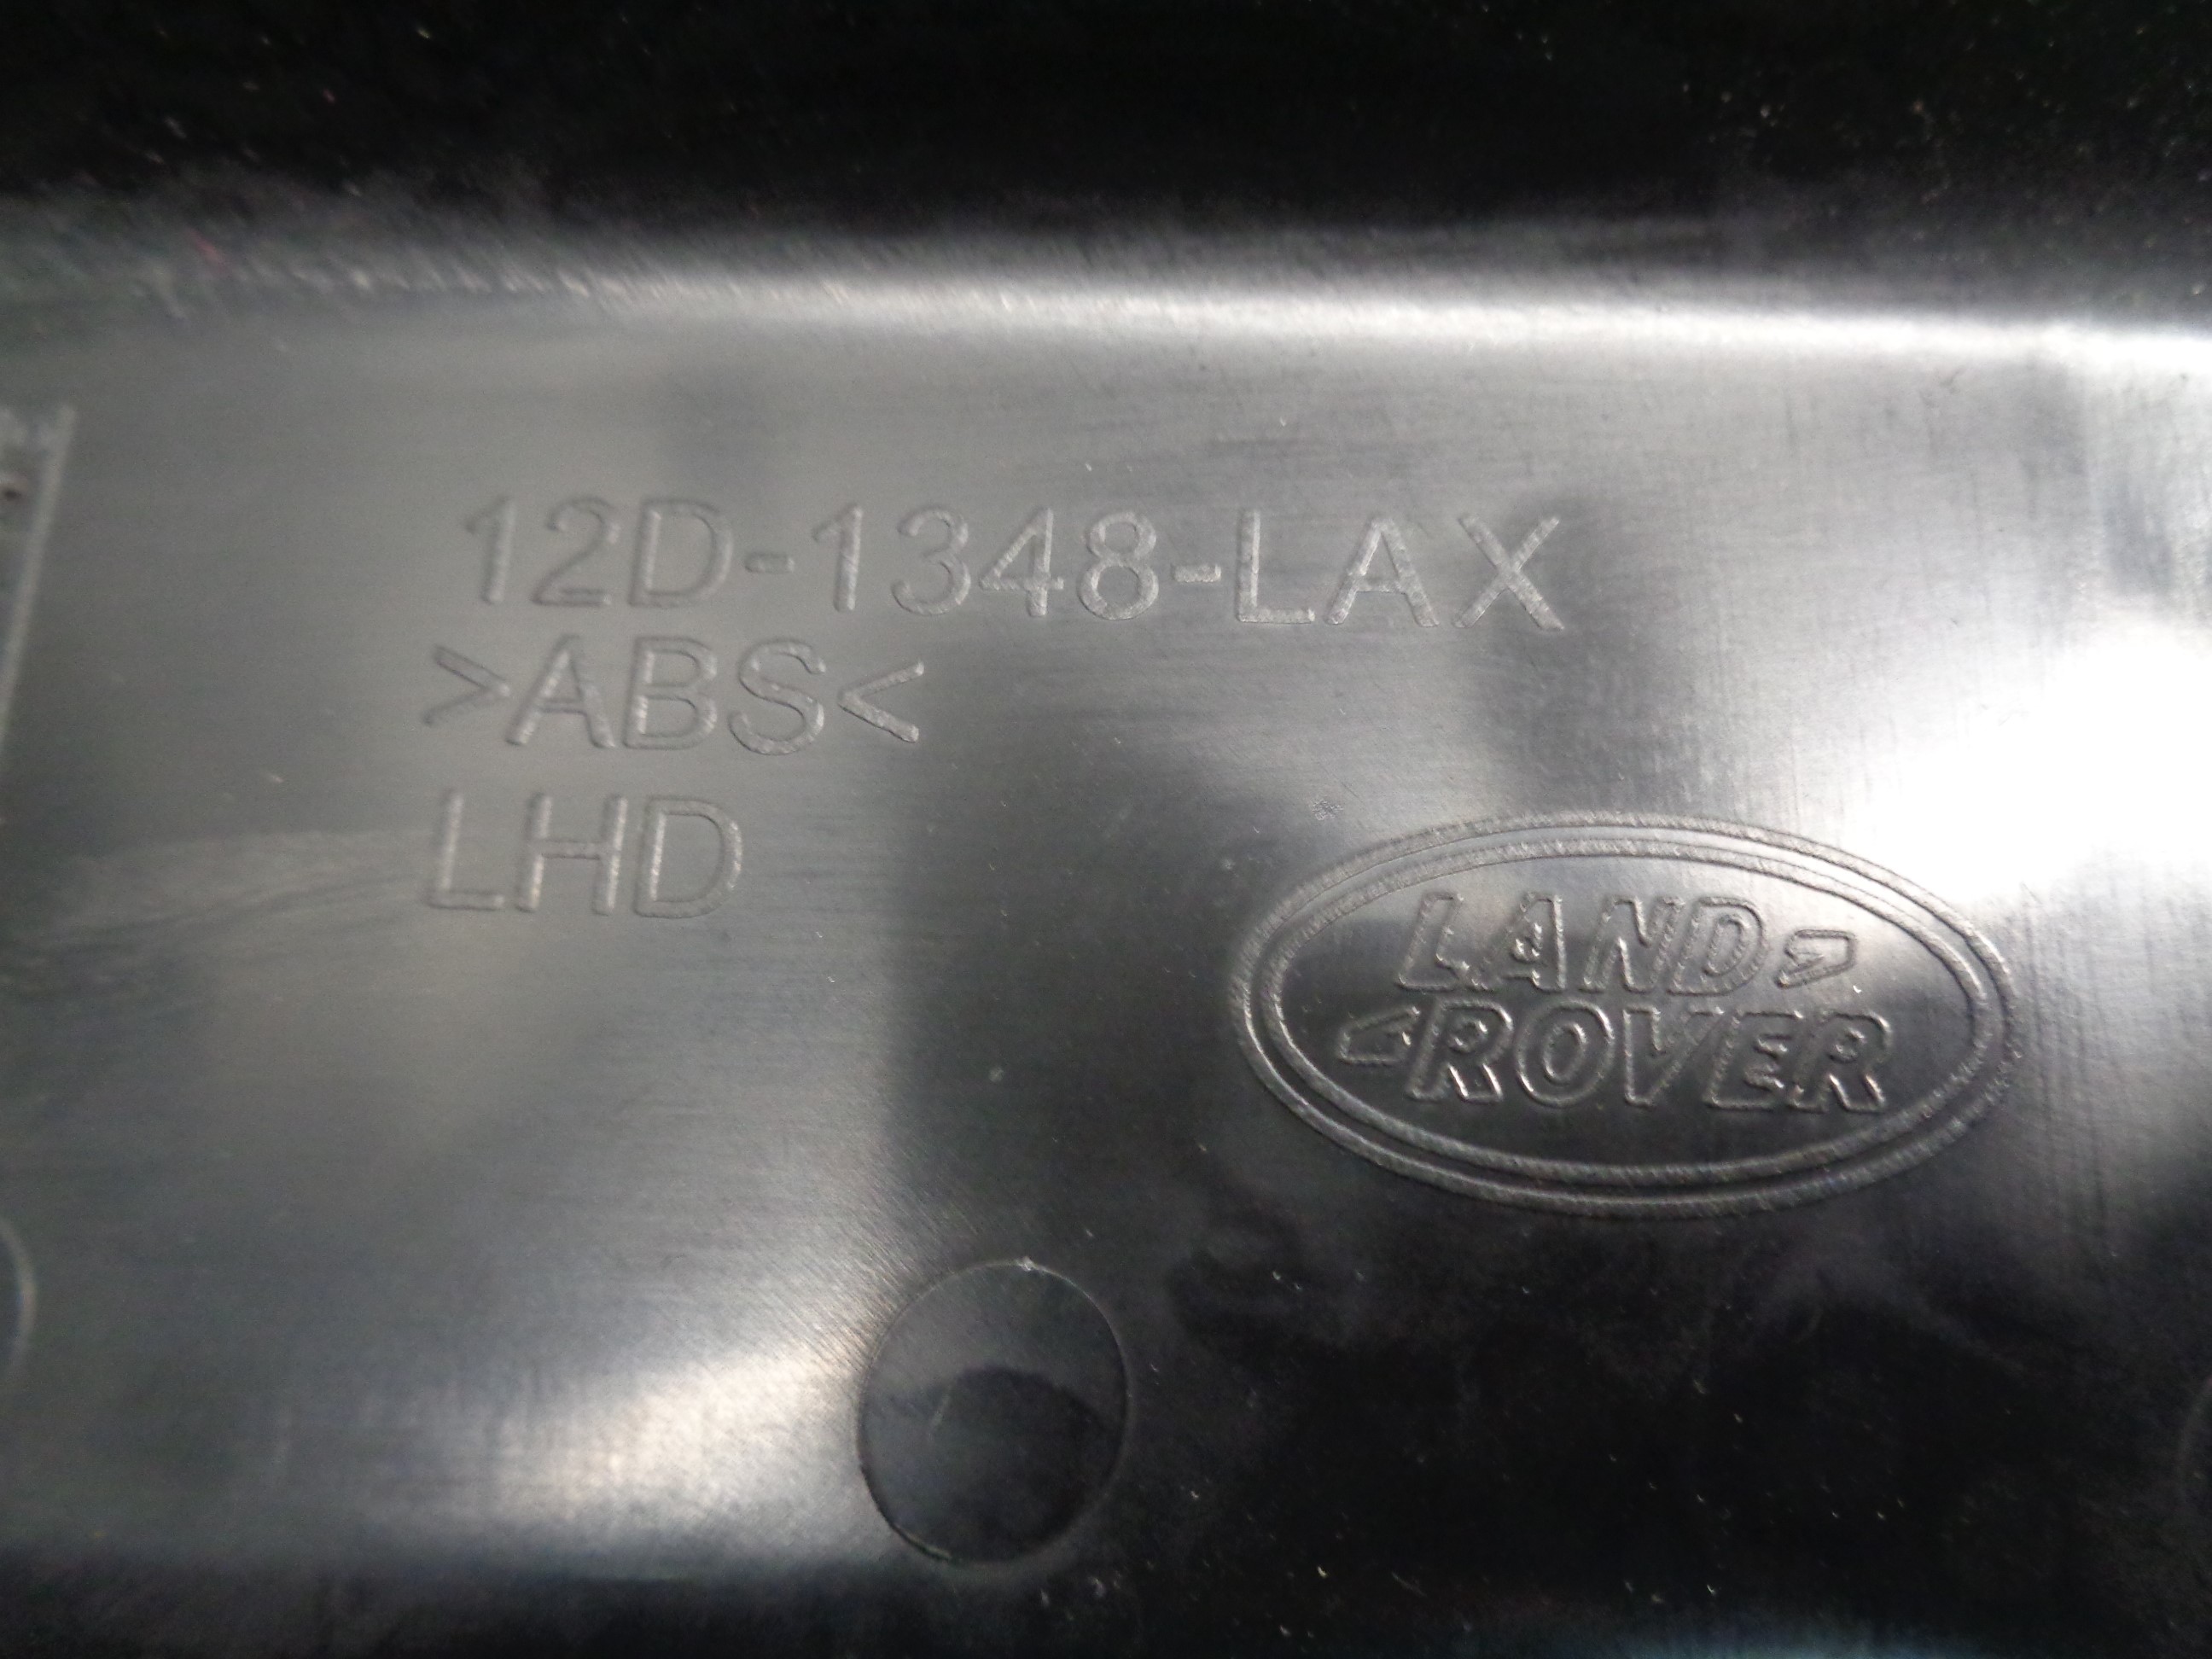 12D-1348-LAX
>ABS<
LHD
LAND
ROVER